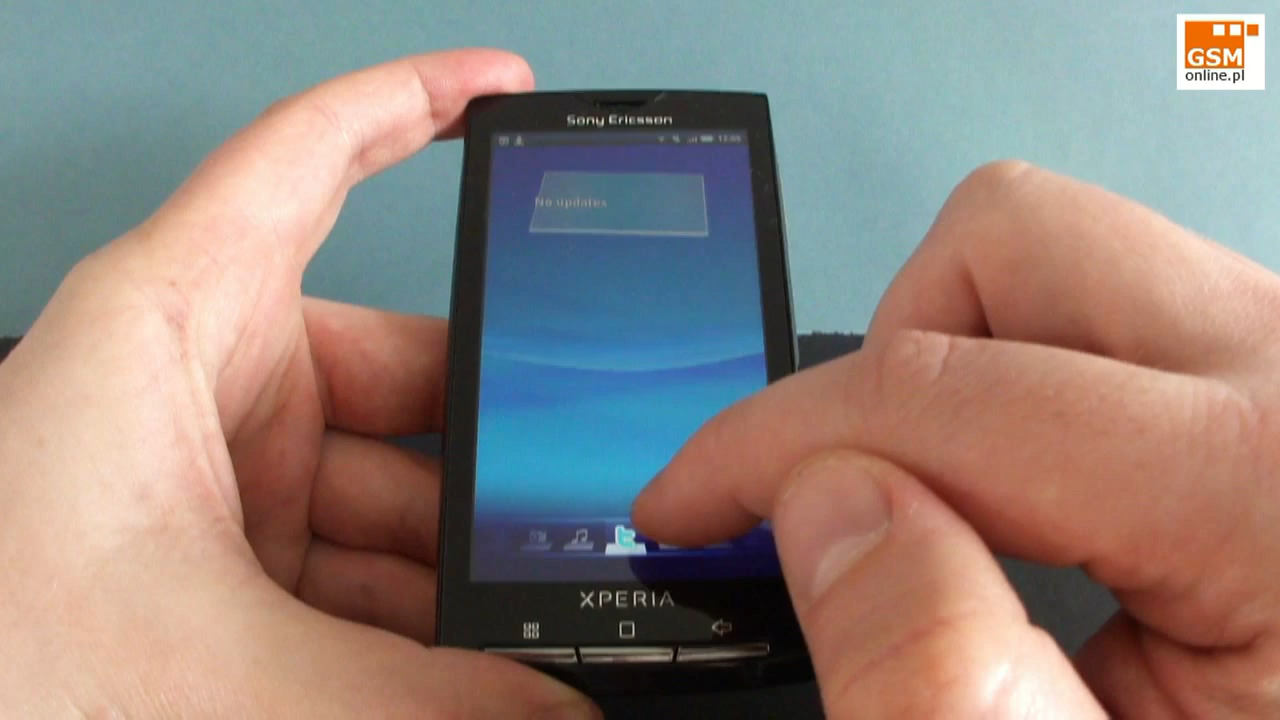 GSM
online.pl
Sony Ericsson
No updates
XPERIA